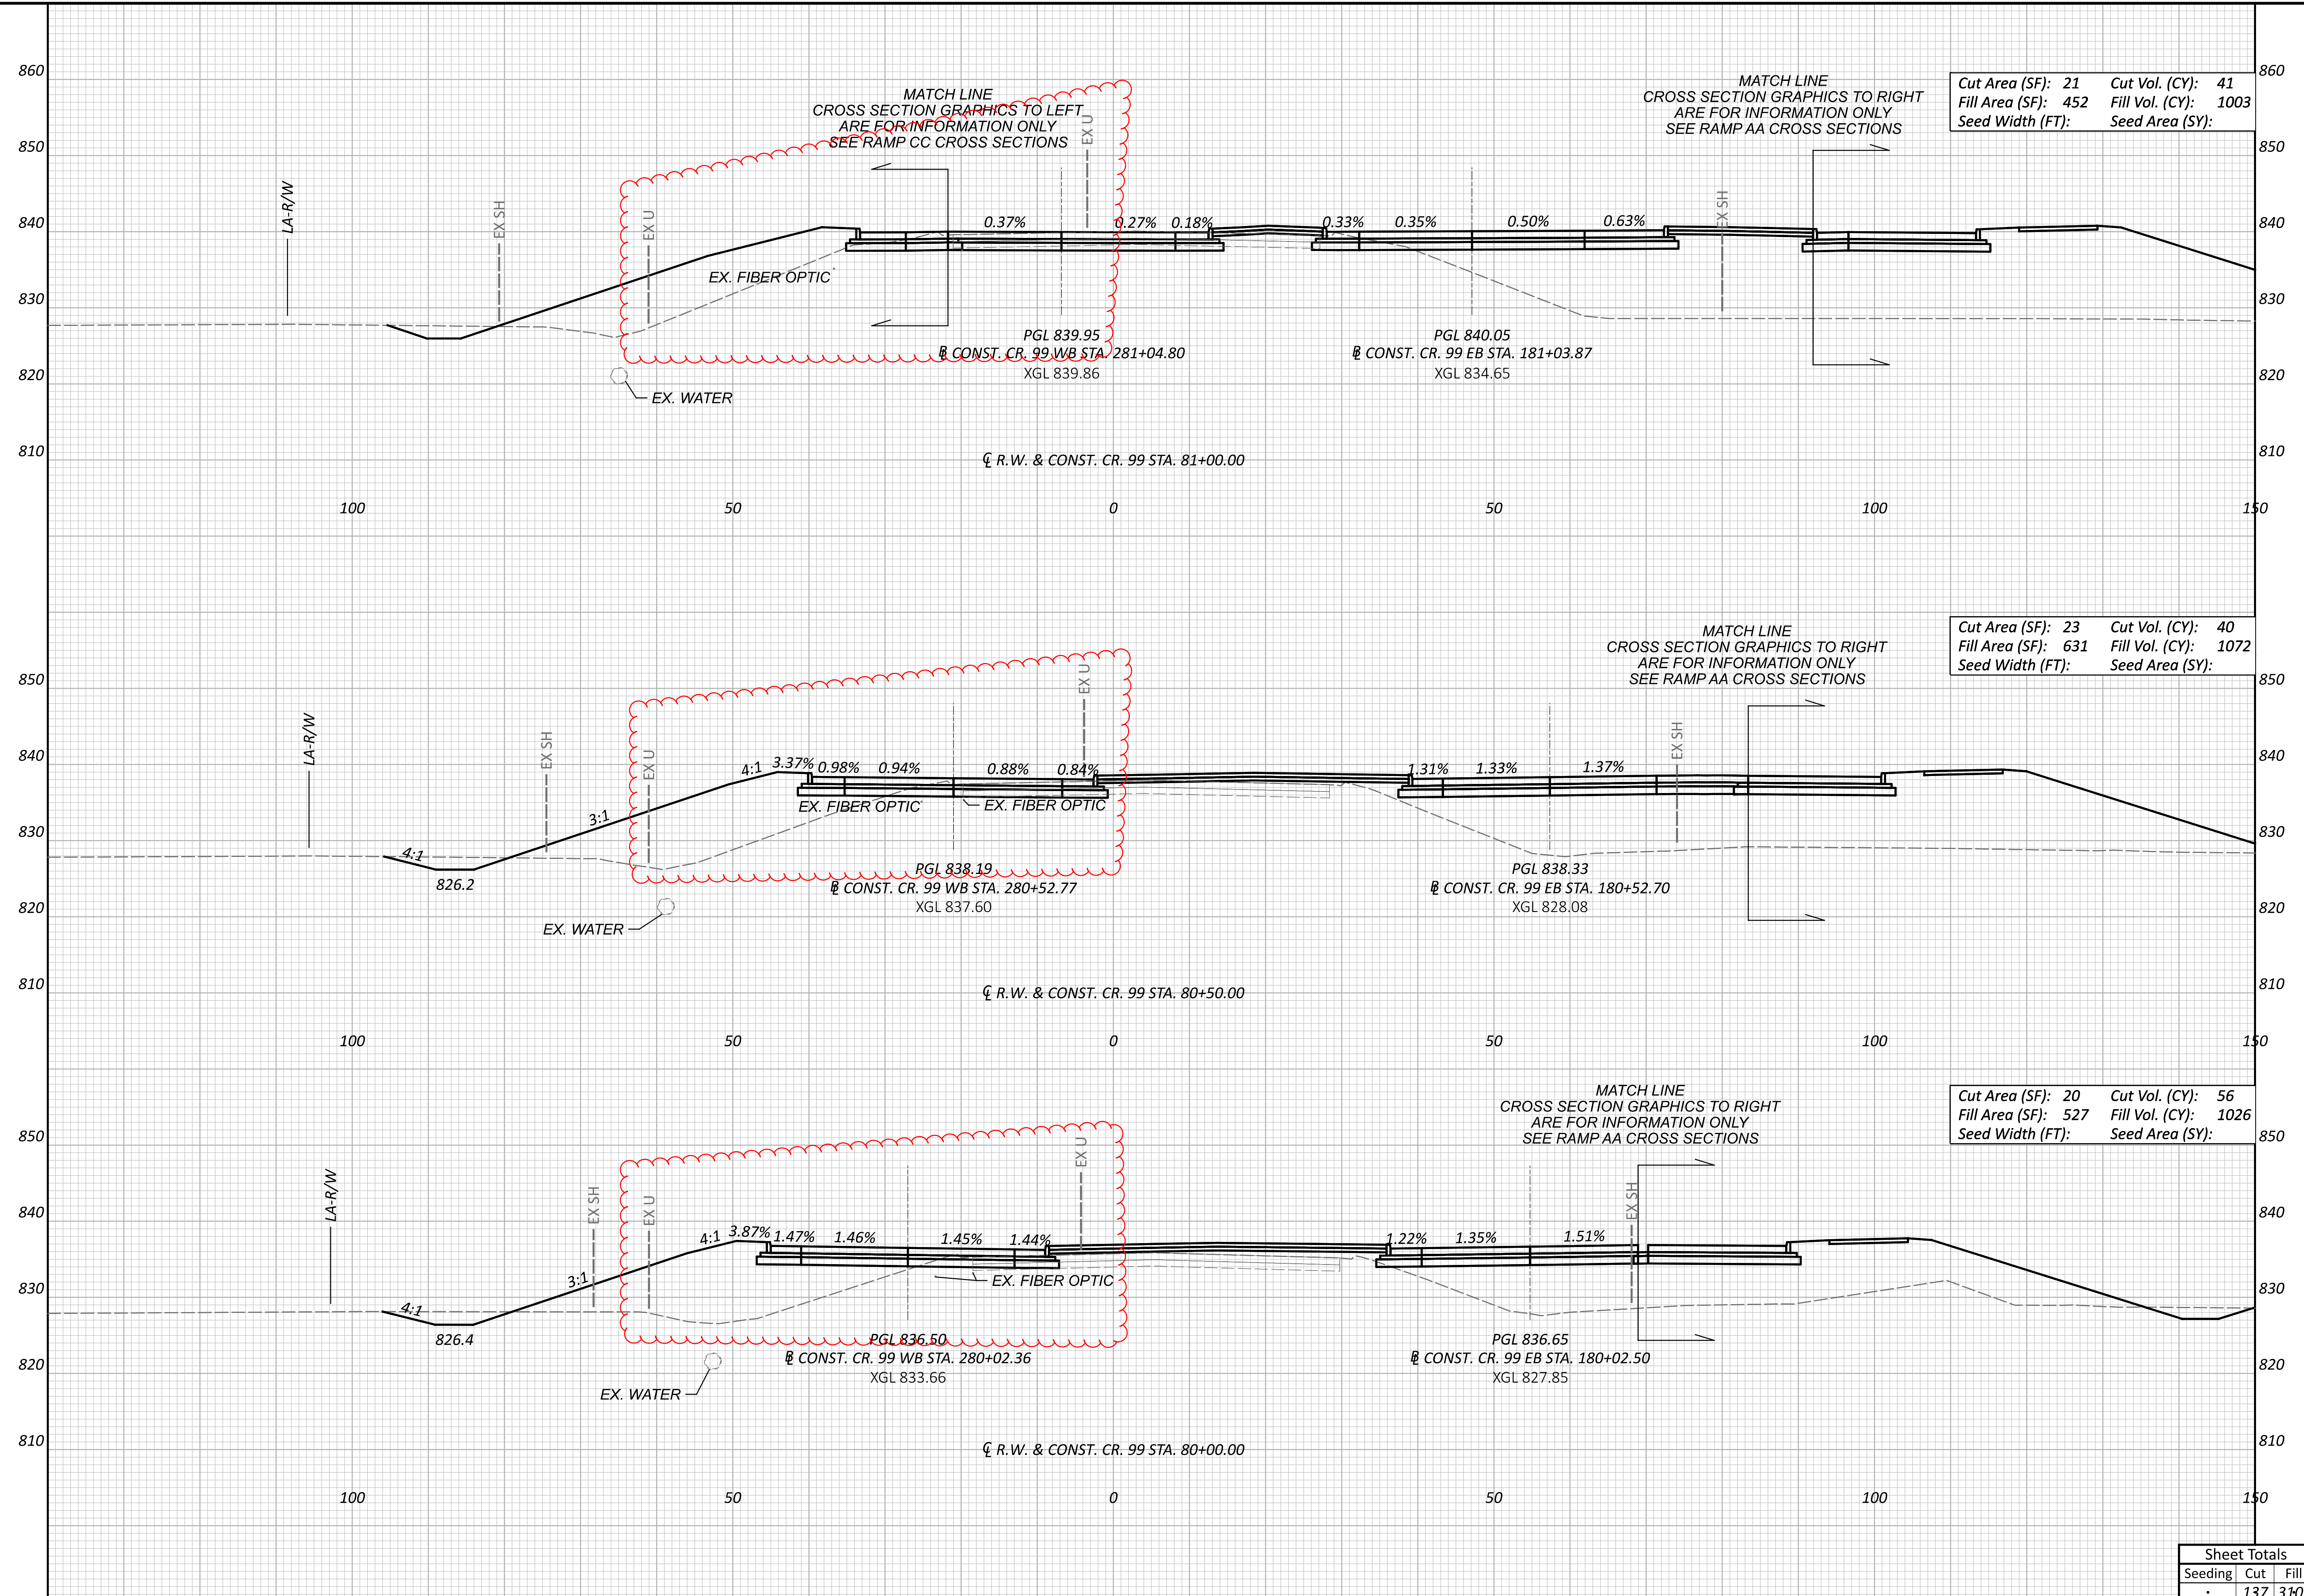 860
850
840
830
820
810
MATCH LINE
CROSS SECTION GRAPHICS TO LEFT
ARE FOR INFORMATION ONLY
SEE RAMP CC CROSS SECTIONS
MATCH LINE
CROSS SECTION GRAPHICS TO RIGHT
ARE FOR INFORMATION ONLY
SEE RAMP AA CROSS SECTIONS
Cut Area (SF): 21 Cut Vol. (CY): 41
Fill Area (SF): 452 Fill Vol. (CY): 1003
Seed Width (FT): Seed Area (SY):
860
850
840
830
820
810
LA-R/W
EX SH
EX U
EX U
EX SH
0.37%
0.27%
0.18%
0.33%
0.35%
0.50%
0.63%
EX. FIBER OPTIC
PGL 839.95
℄ CONST. CR. 99 WB STA. 281+04.80
XGL 839.86
PGL 840.05
℄ CONST. CR. 99 EB STA. 181+03.87
XGL 834.65
EX. WATER
℄ R.W. & CONST. CR. 99 STA. 81+00.00
100 50 0 50 100 150
850
840
830
820
810
MATCH LINE
CROSS SECTION GRAPHICS TO RIGHT
ARE FOR INFORMATION ONLY
SEE RAMP AA CROSS SECTIONS
Cut Area (SF): 23 Cut Vol. (CY): 40
Fill Area (SF): 631 Fill Vol. (CY): 1072
Seed Width (FT): Seed Area (SY):
850
840
830
820
810
LA-R/W
EX SH
EX U
EX U
EX SH
4:1
3.37%
0.98%
0.94%
0.88%
0.84%
1.31%
1.33%
1.37%
EX. FIBER OPTIC
EX. FIBER OPTIC
3:1
4:1
826.2
PGL 838.19
℄ CONST. CR. 99 WB STA. 280+52.77
XGL 837.60
PGL 838.33
℄ CONST. CR. 99 EB STA. 180+52.70
XGL 828.08
EX. WATER
℄ R.W. & CONST. CR. 99 STA. 80+50.00
100 50 0 50 100 150
850
840
830
820
810
MATCH LINE
CROSS SECTION GRAPHICS TO RIGHT
ARE FOR INFORMATION ONLY
SEE RAMP AA CROSS SECTIONS
Cut Area (SF): 20 Cut Vol. (CY): 56
Fill Area (SF): 527 Fill Vol. (CY): 1026
Seed Width (FT): Seed Area (SY):
850
840
830
820
810
LA-R/W
EX SH
EX U
EX U
EX SH
4:1
3.87%
1.47%
1.46%
1.45%
1.44%
1.22%
1.35%
1.51%
3:1
4:1
EX. FIBER OPTIC
826.4
PGL 836.50
℄ CONST. CR. 99 WB STA. 280+02.36
XGL 833.66
PGL 836.65
℄ CONST. CR. 99 EB STA. 180+02.50
XGL 827.85
EX. WATER
℄ R.W. & CONST. CR. 99 STA. 80+00.00
100 50 0 50 100 150
Sheet Totals
Seeding Cut Fill
137